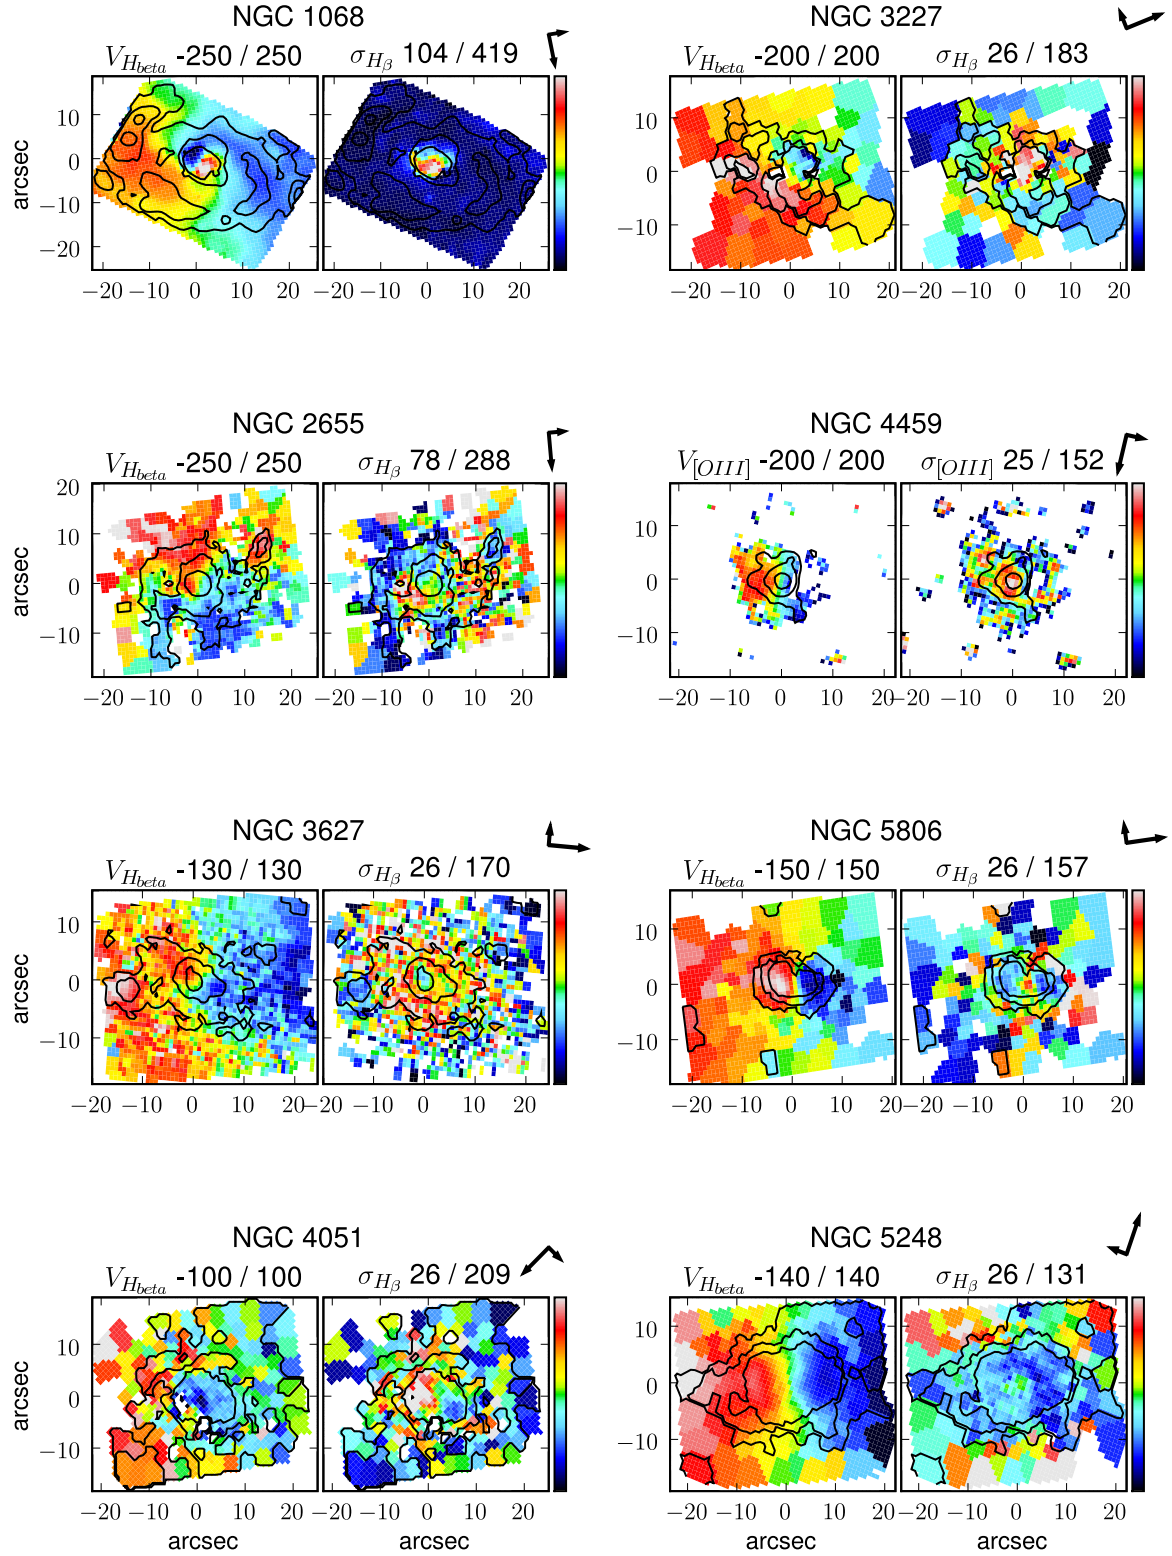 NGC 1068
V_{H_{beta}} -250 / 250
σ_{H_β} 104 / 419
arcsec
10
0
−10
−20
−20 −10 0 10 20
−20 −10 0 10 20
NGC 3227
V_{H_{beta}} -200 / 200
σ_{H_β} 26 / 183
10
0
−10
−20 −10 0 10 20
−20 −10 0 10 20
NGC 2655
V_{H_{beta}} -250 / 250
σ_{H_β} 78 / 288
arcsec
20
10
0
−10
−20 −10 0 10 20
−20 −10 0 10 20
NGC 4459
V_{[OIII]} -200 / 200
σ_{[OIII]} 25 / 152
10
0
−10
−20 −10 0 10 20
−20 −10 0 10 20
NGC 3627
V_{H_{beta}} -130 / 130
σ_{H_β} 26 / 170
arcsec
10
0
−10
−20 −10 0 10 20
−20 −10 0 10 20
NGC 5806
V_{H_{beta}} -150 / 150
σ_{H_β} 26 / 157
10
0
−10
−20 −10 0 10 20
−20 −10 0 10 20
NGC 4051
V_{H_{beta}} -100 / 100
σ_{H_β} 26 / 209
arcsec
10
0
−10
−20 −10 0 10 20
−20 −10 0 10 20
arcsec
NGC 5248
V_{H_{beta}} -140 / 140
σ_{H_β} 26 / 131
10
0
−10
−20 −10 0 10 20
−20 −10 0 10 20
arcsec